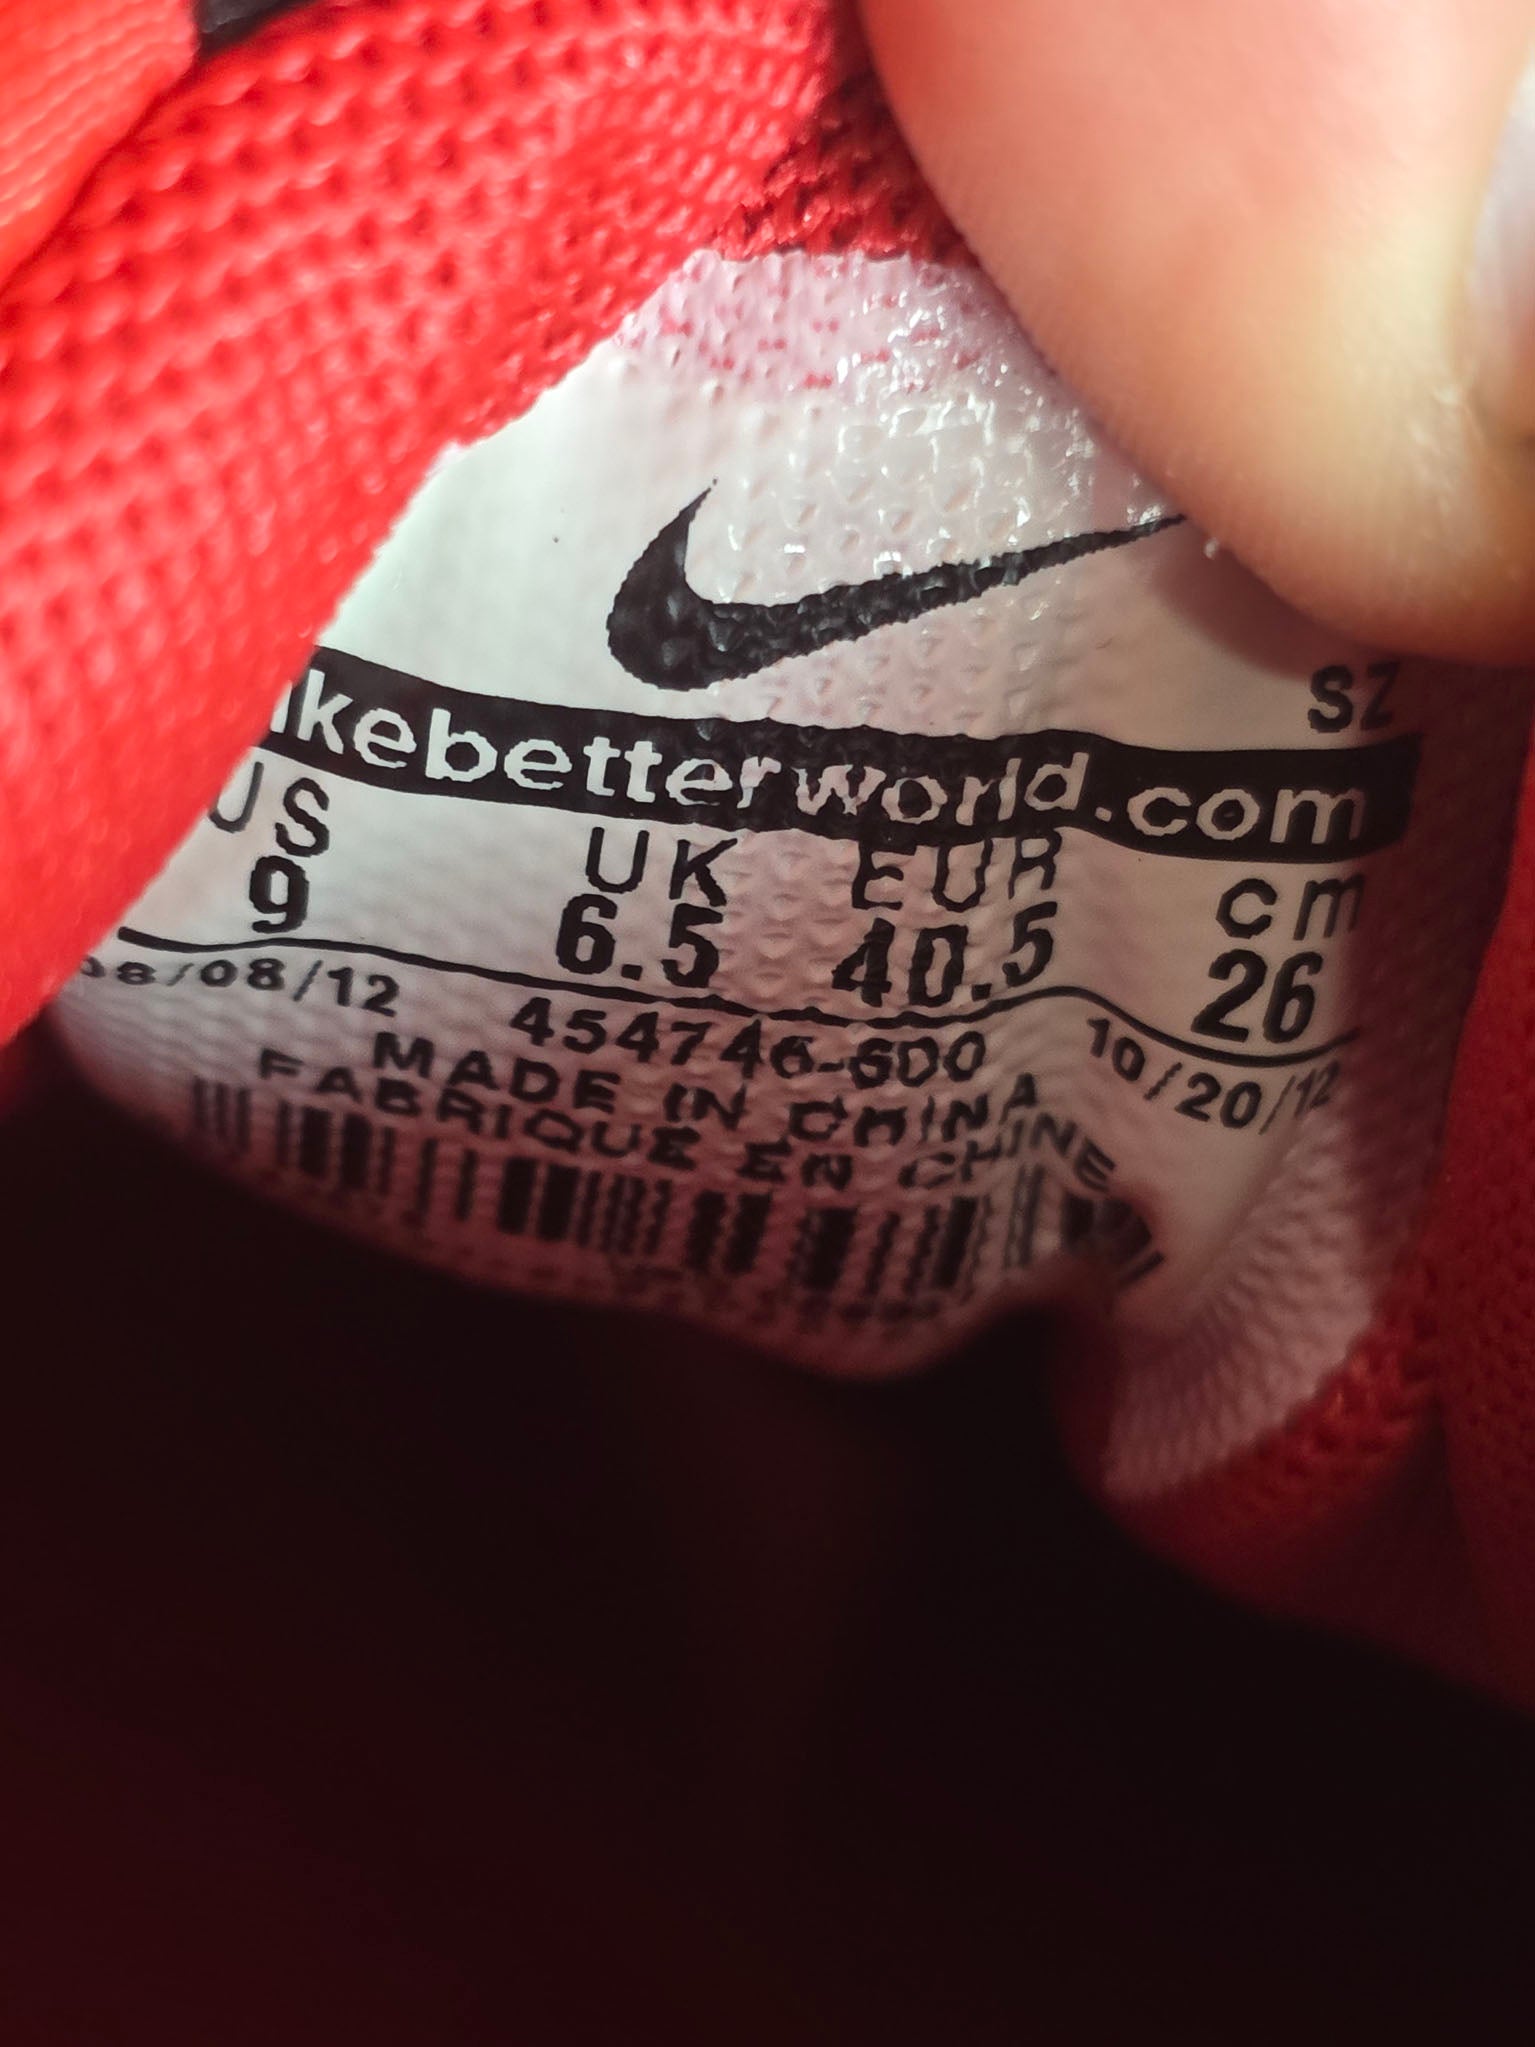 SZ
nikebetterworld.com
US UK EUR cm
9 6.5 40.5 26
08/08/12 454746-600 10/20/12
MADE IN CHINA
FABRIQUE EN CHINE